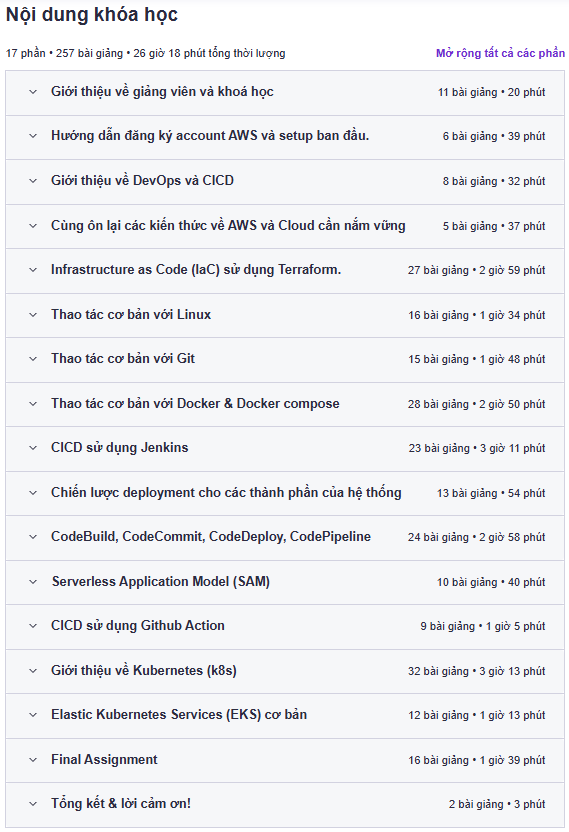 Nội dung khóa học
17 phần • 257 bài giảng • 26 giờ 18 phút tổng thời lượng Mở rộng tất cả các phần
Giới thiệu về giảng viên và khoá học 11 bài giảng • 20 phút
Hướng dẫn đăng ký account AWS và setup ban đầu. 6 bài giảng • 39 phút
Giới thiệu về DevOps và CICD 8 bài giảng • 32 phút
Cùng ôn lại các kiến thức về AWS và Cloud cần nắm vững 5 bài giảng • 37 phút
Infrastructure as Code (IaC) sử dụng Terraform. 27 bài giảng • 2 giờ 59 phút
Thao tác cơ bản với Linux 16 bài giảng • 1 giờ 34 phút
Thao tác cơ bản với Git 15 bài giảng • 1 giờ 48 phút
Thao tác cơ bản với Docker & Docker compose 28 bài giảng • 2 giờ 50 phút
CICD sử dụng Jenkins 23 bài giảng • 3 giờ 11 phút
Chiến lược deployment cho các thành phần của hệ thống 13 bài giảng • 54 phút
CodeBuild, CodeCommit, CodeDeploy, CodePipeline 24 bài giảng • 2 giờ 58 phút
Serverless Application Model (SAM) 10 bài giảng • 40 phút
CICD sử dụng Github Action 9 bài giảng • 1 giờ 5 phút
Giới thiệu về Kubernetes (k8s) 32 bài giảng • 3 giờ 13 phút
Elastic Kubernetes Services (EKS) cơ bản 12 bài giảng • 1 giờ 13 phút
Final Assignment 16 bài giảng • 1 giờ 39 phút
Tổng kết & lời cảm ơn! 2 bài giảng • 3 phút